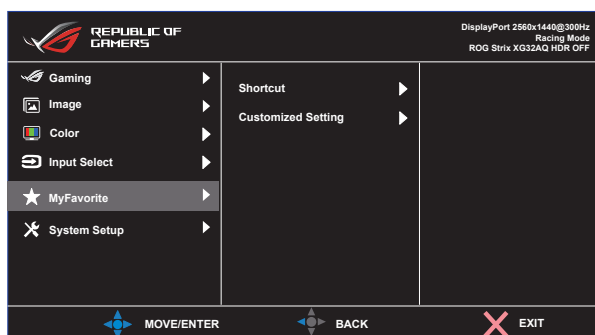 REPUBLIC OF
GAMERS
DisplayPort 2560x1440@300Hz
Racing Mode
ROG Strix XG32AQ HDR OFF
Gaming
Image
Color
Input Select
MyFavorite
System Setup
Shortcut
Customized Setting
MOVE/ENTER
BACK
EXIT